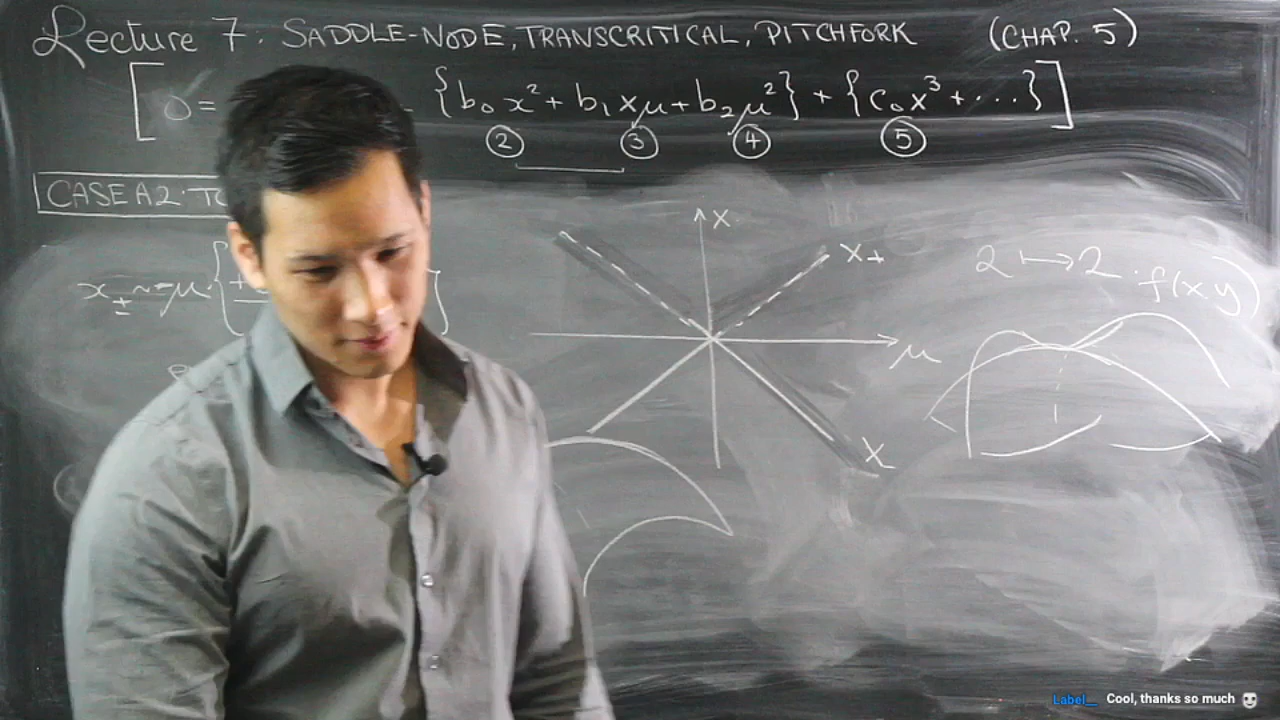 Lecture 7: SADDLE-NODE, TRANSCRITICAL, PITCHFORK (CHAP. 5)
[ 0 = {b₀x² + b₁xμ + b₂μ²} + {c₀x³ + ...} ]
② ③ ④ ⑤
CASE A2:
x
x₊
2 ↦ 2
f(x,y)
x± ~ μ {
μ
x
Label__ Cool, thanks so much